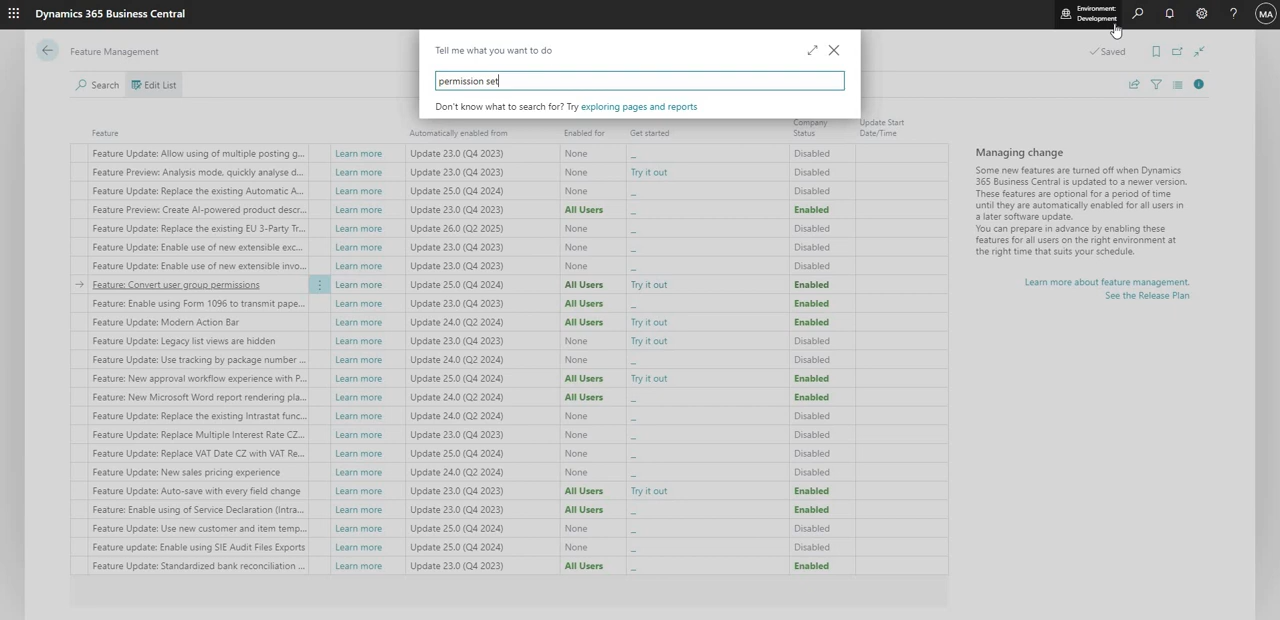 Dynamics 365 Business Central
Environment:
Development
?
MA
Feature Management
Saved
Search
Edit List
Tell me what you want to do
permission set
Don't know what to search for? Try exploring pages and reports
Feature Automatically enabled from Enabled for Get started Company Status Update Start Date/Time
Feature Update: Allow using of multiple posting g... Learn more Update 23.0 (Q4 2023) None _ Disabled
Feature Preview: Analysis mode, quickly analyse d... Learn more Update 23.0 (Q4 2023) None Try it out Disabled
Feature Update: Replace the existing Automatic A... Learn more Update 25.0 (Q4 2024) None _ Disabled
Feature Preview: Create AI-powered product descr... Learn more Update 23.0 (Q4 2023) All Users _ Enabled
Feature Update: Replace the existing EU 3-Party Tr... Learn more Update 26.0 (Q2 2025) None _ Disabled
Feature Update: Enable use of new extensible exc... Learn more Update 23.0 (Q4 2023) None _ Disabled
Feature Update: Enable use of new extensible invo... Learn more Update 23.0 (Q4 2023) None _ Disabled
Feature: Convert user group permissions Learn more Update 25.0 (Q4 2024) All Users Try it out Enabled
Feature: Enable using Form 1096 to transmit pape... Learn more Update 23.0 (Q4 2023) All Users _ Enabled
Feature Update: Modern Action Bar Learn more Update 24.0 (Q2 2024) All Users Try it out Enabled
Feature Update: Legacy list views are hidden Learn more Update 23.0 (Q4 2023) None Try it out Disabled
Feature Update: Use tracking by package number ... Learn more Update 24.0 (Q2 2024) None _ Disabled
Feature: New approval workflow experience with P... Learn more Update 25.0 (Q4 2024) All Users Try it out Enabled
Feature: New Microsoft Word report rendering pla... Learn more Update 24.0 (Q2 2024) All Users _ Enabled
Feature Update: Replace the existing Intrastat func... Learn more Update 24.0 (Q2 2024) None _ Disabled
Feature Update: Replace Multiple Interest Rate CZ... Learn more Update 23.0 (Q4 2023) None _ Disabled
Feature Update: Replace VAT Date CZ with VAT Re... Learn more Update 25.0 (Q4 2024) None _ Disabled
Feature Update: New sales pricing experience Learn more Update 24.0 (Q2 2024) None _ Disabled
Feature Update: Auto-save with every field change Learn more Update 23.0 (Q4 2023) All Users Try it out Enabled
Feature: Enable using of Service Declaration (Intra... Learn more Update 23.0 (Q4 2023) All Users _ Enabled
Feature Update: Use new customer and item temp... Learn more Update 25.0 (Q4 2024) None _ Disabled
Feature update: Enable using SIE Audit Files Exports Learn more Update 25.0 (Q4 2024) None _ Disabled
Feature Update: Standardized bank reconciliation ... Learn more Update 23.0 (Q4 2023) All Users _ Enabled
Managing change
Some new features are turned off when Dynamics
365 Business Central is updated to a newer version.
These features are optional for a period of time
until they are automatically enabled for all users in
a later software update.
You can prepare in advance by enabling these
features for all users on the right environment at
the right time that suits your schedule.
Learn more about feature management.
See the Release Plan